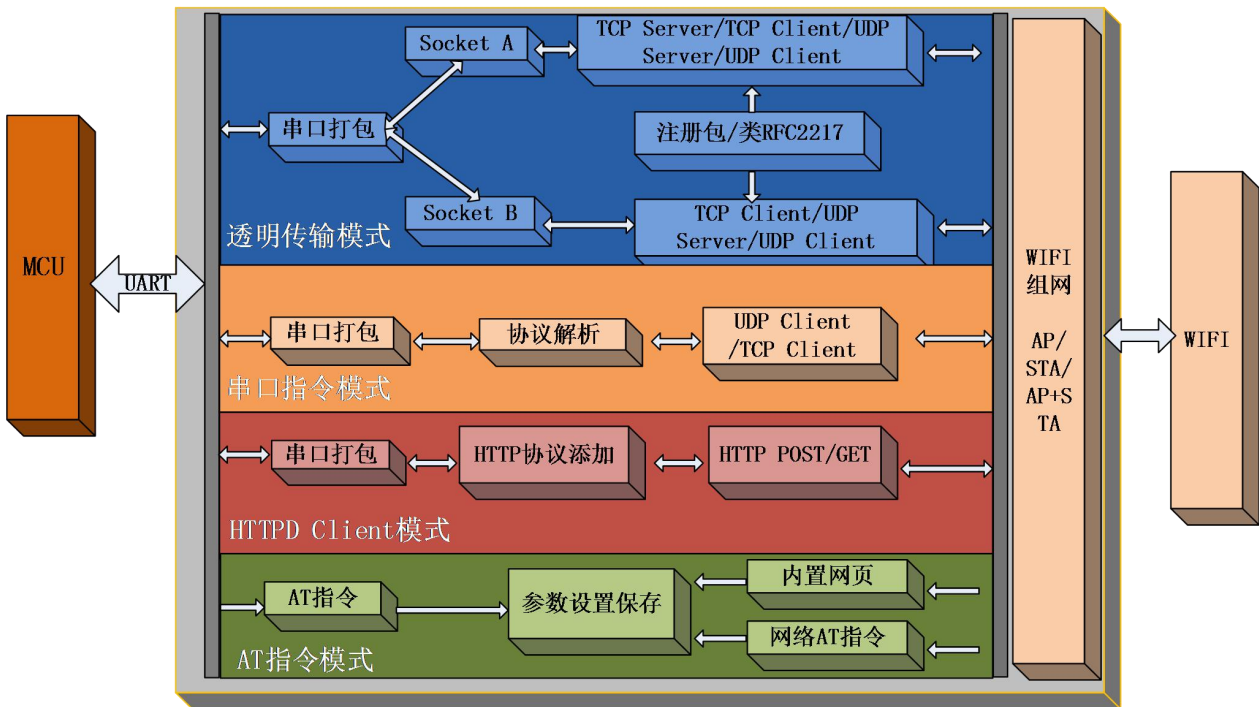 MCU
UART
Socket A
TCP Server/TCP Client/UDP
Server/UDP Client
串口打包
注册包/类RFC2217
Socket B
TCP Client/UDP
Server/UDP Client
透明传输模式
串口打包
协议解析
UDP Client
/TCP Client
串口指令模式
串口打包
HTTP协议添加
HTTP POST/GET
HTTPD Client模式
AT指令
参数设置保存
内置网页
网络AT指令
AT指令模式
WIFI
组网
AP/
STA/
AP+S
TA
WIFI